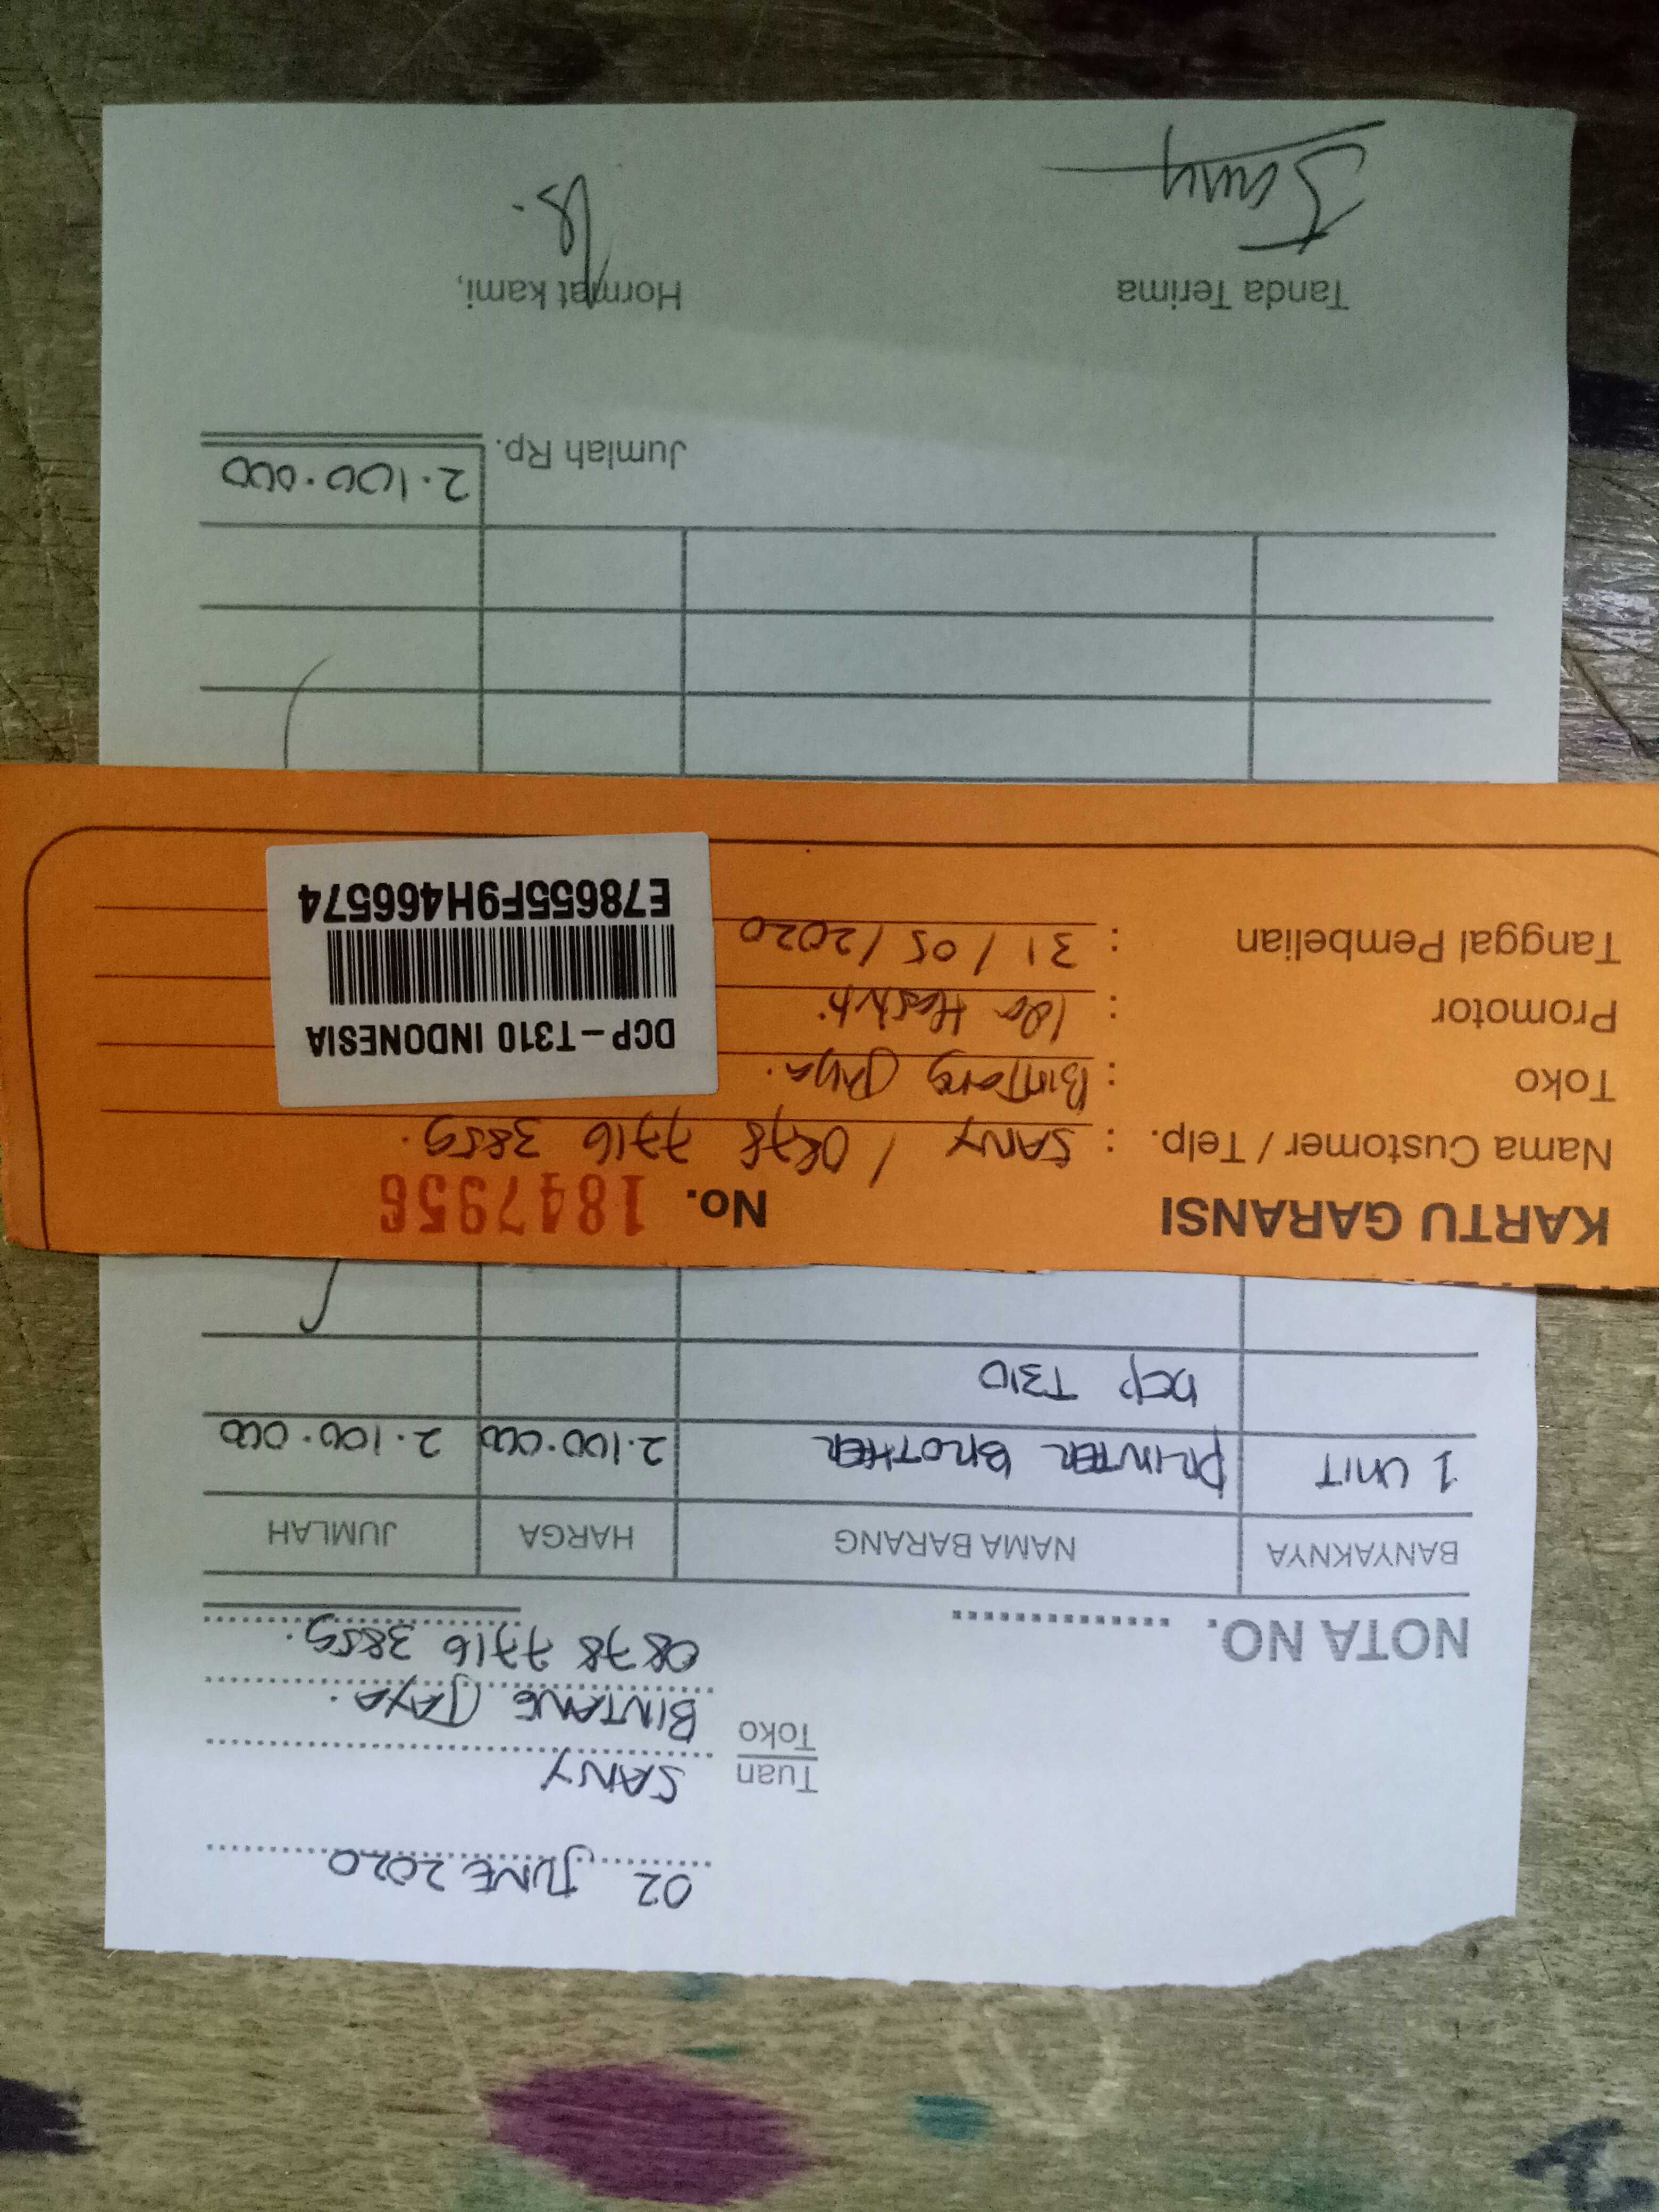 02 JUNE 2020
Tuan SANY
Toko BINTANG JAYA.
0878 7716 3859.
NOTA NO. ..............
BANYAKNYA NAMA BARANG HARGA JUMLAH
1 UNIT PRINTER BROTHER 2.100.000 2.100.000
DCP T310
KARTU GARANSI No. 1847956
Nama Customer / Telp. : SANY / 0878 7716 3859.
Toko : Bintang Jaya.
Promotor :
Tanggal Pembelian : 31 / 05 / 2020
DCP-T310 INDONESIA
E78655F9H466574
Jumlah Rp. 2.100.000
Tanda Terima Hormat kami,